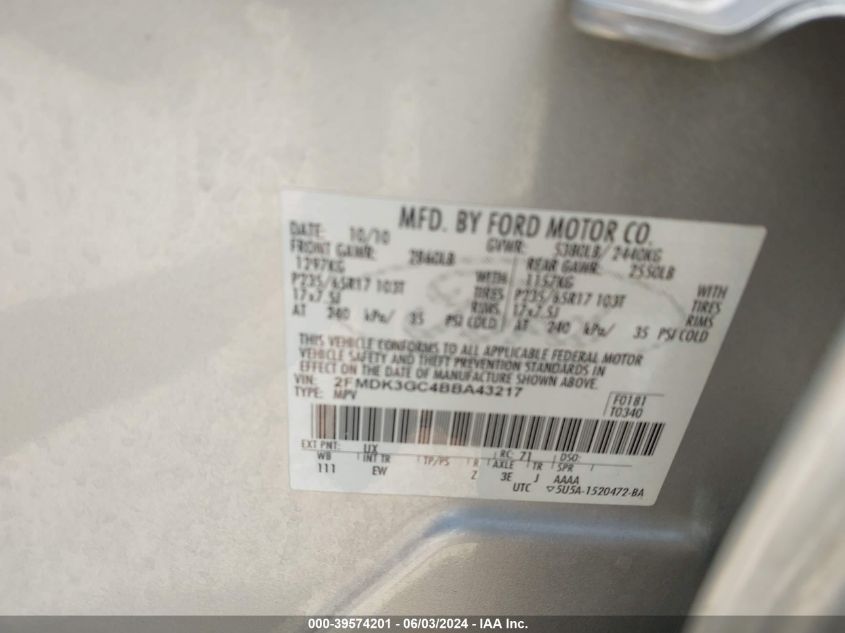 MFD. BY FORD MOTOR CO.
DATE: 10/10 GVWR: 5380LB/ 2440KG
FRONT GAWR: 2860LB REAR GAWR: 2550LB
1297KG WITH 1157KG WITH
P235/65R17 103T TIRES P235/65R17 103T TIRES
17x7.5J RIMS 17x7.5J RIMS
AT 240 kPa/ 35 PSI COLD AT 240 kPa/ 35 PSI COLD
THIS VEHICLE CONFORMS TO ALL APPLICABLE FEDERAL MOTOR
VEHICLE SAFETY AND THEFT PREVENTION STANDARDS IN
EFFECT ON THE DATE OF MANUFACTURE SHOWN ABOVE.
VIN: 2FMDK3GC4BBA43217
TYPE: MPV
F0181
T0340
EXT PNT: UX RC: 71 DSO:
WB INT TR TP/PS R AXLE TR SPR
111 EW Z 3E J AAAA
UTC ▽5U5A-1520472-BA
000-39574201 - 06/03/2024 - IAA Inc.